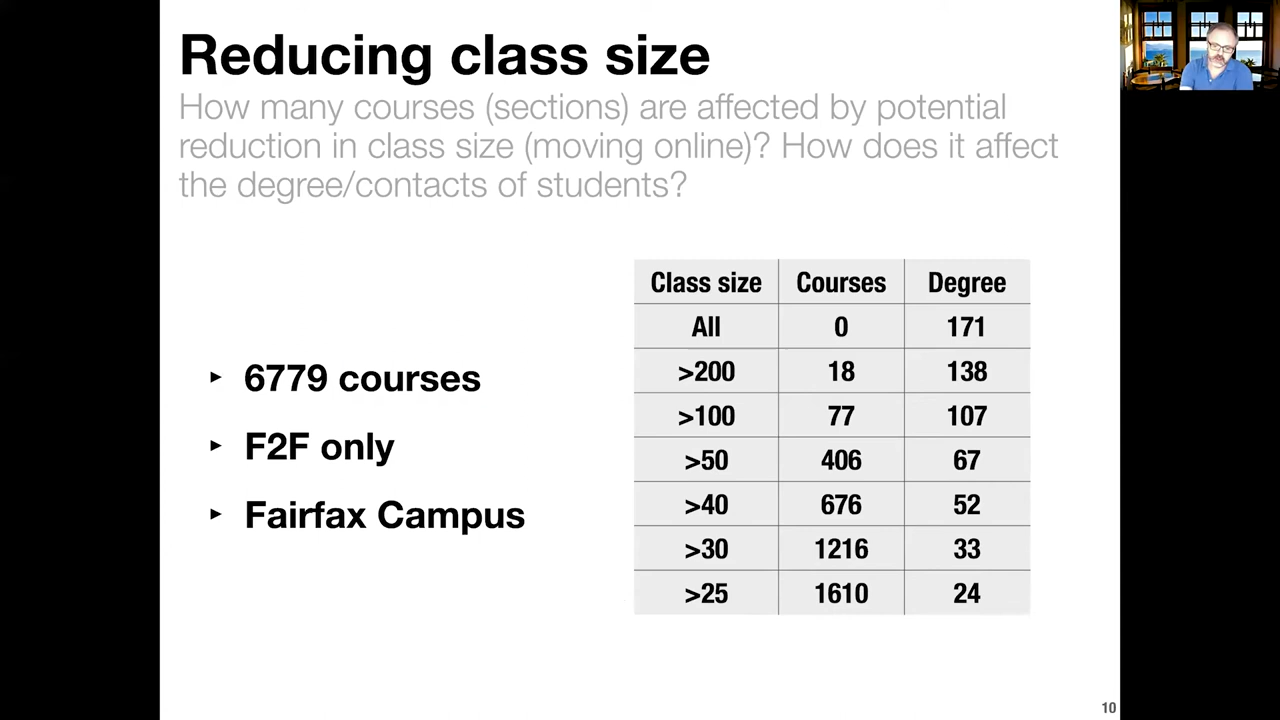 Reducing class size
How many courses (sections) are affected by potential
reduction in class size (moving online)? How does it affect
the degree/contacts of students?
‣ 6779 courses
‣ F2F only
‣ Fairfax Campus
Class size Courses Degree
All 0 171
>200 18 138
>100 77 107
>50 406 67
>40 676 52
>30 1216 33
>25 1610 24
10